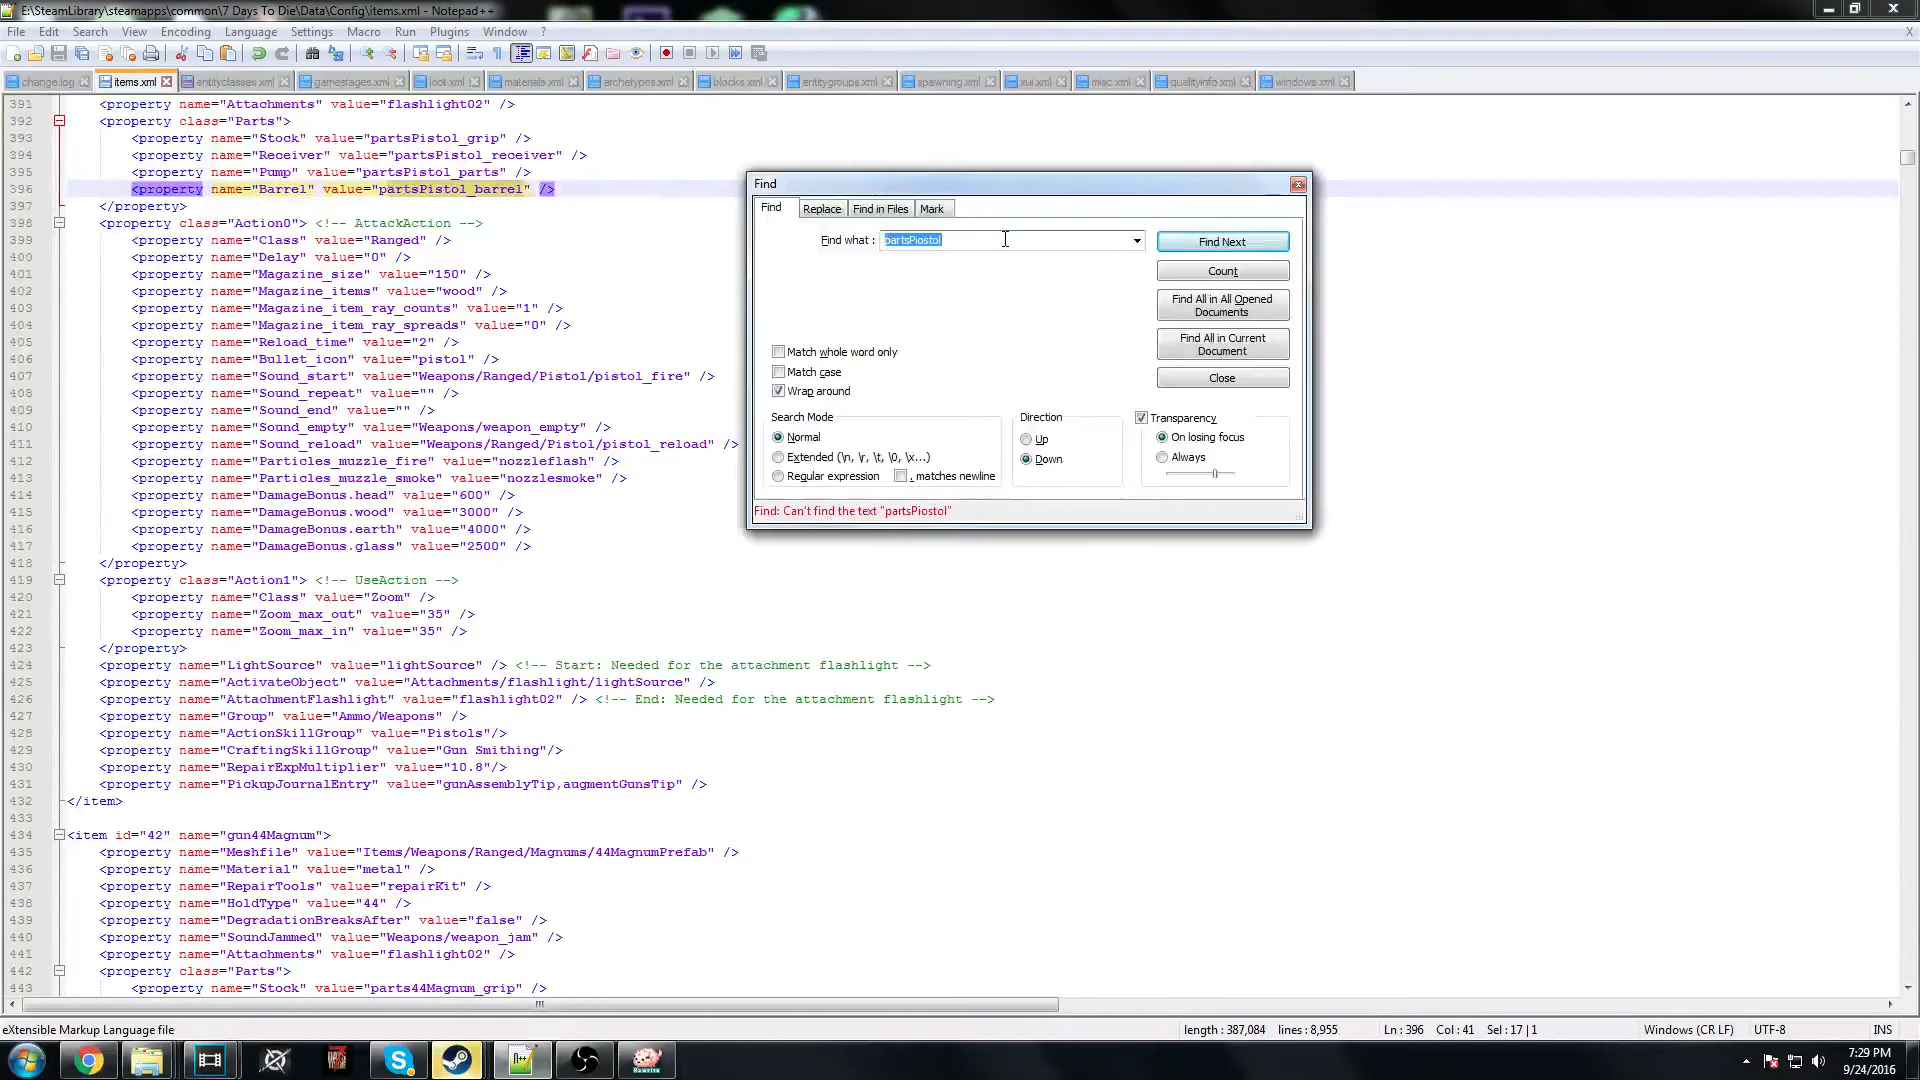 E:\SteamLibrary\steamapps\common\7 Days To Die\Data\Config\items.xml - Notepad++
File Edit Search View Encoding Language Settings Macro Run Plugins Window ?
X
change.log items.xml entityclasses.xml gamestages.xml loot.xml materials.xml archetypes.xml blocks.xml entitygroups.xml spawning.xml xui.xml misc.xml qualityinfo.xml windows.xml
391 <property name="Attachments" value="flashlight02" />
392 <property class="Parts">
393 <property name="Stock" value="partsPistol_grip" />
394 <property name="Receiver" value="partsPistol_receiver" />
395 <property name="Pump" value="partsPistol_parts" />
396 <property name="Barrel" value="partsPistol_barrel" />
397 </property>
398 <property class="Action0"> <!-- AttackAction -->
399 <property name="Class" value="Ranged" />
400 <property name="Delay" value="0" />
401 <property name="Magazine_size" value="150" />
402 <property name="Magazine_items" value="wood" />
403 <property name="Magazine_item_ray_counts" value="1" />
404 <property name="Magazine_item_ray_spreads" value="0" />
405 <property name="Reload_time" value="2" />
406 <property name="Bullet_icon" value="pistol" />
407 <property name="Sound_start" value="Weapons/Ranged/Pistol/pistol_fire" />
408 <property name="Sound_repeat" value="" />
409 <property name="Sound_end" value="" />
410 <property name="Sound_empty" value="Weapons/weapon_empty" />
411 <property name="Sound_reload" value="Weapons/Ranged/Pistol/pistol_reload" />
412 <property name="Particles_muzzle_fire" value="nozzleflash" />
413 <property name="Particles_muzzle_smoke" value="nozzlesmoke" />
414 <property name="DamageBonus.head" value="600" />
415 <property name="DamageBonus.wood" value="3000" />
416 <property name="DamageBonus.earth" value="4000" />
417 <property name="DamageBonus.glass" value="2500" />
418 </property>
419 <property class="Action1"> <!-- UseAction -->
420 <property name="Class" value="Zoom" />
421 <property name="Zoom_max_out" value="35" />
422 <property name="Zoom_max_in" value="35" />
423 </property>
424 <property name="LightSource" value="lightSource" /> <!-- Start: Needed for the attachment flashlight -->
425 <property name="ActivateObject" value="Attachments/flashlight/lightSource" />
426 <property name="AttachmentFlashlight" value="flashlight02" /> <!-- End: Needed for the attachment flashlight -->
427 <property name="Group" value="Ammo/Weapons" />
428 <property name="ActionSkillGroup" value="Pistols"/>
429 <property name="CraftingSkillGroup" value="Gun Smithing"/>
430 <property name="RepairExpMultiplier" value="10.8"/>
431 <property name="PickupJournalEntry" value="gunAssemblyTip,augmentGunsTip" />
432 </item>
433
434 <item id="42" name="gun44Magnum">
435 <property name="Meshfile" value="Items/Weapons/Ranged/Magnums/44MagnumPrefab" />
436 <property name="Material" value="metal" />
437 <property name="RepairTools" value="repairKit" />
438 <property name="HoldType" value="44" />
439 <property name="DegradationBreaksAfter" value="false" />
440 <property name="SoundJammed" value="Weapons/weapon_jam" />
441 <property name="Attachments" value="flashlight02" />
442 <property class="Parts">
443 <property name="Stock" value="parts44Magnum_grip" />
Find
Find Replace Find in Files Mark
Find what : partsPiostol
Find Next
Count
Find All in All Opened
Documents
Find All in Current
Document
Close
Match whole word only
Match case
Wrap around
Search Mode
Normal
Extended (\n, \r, \t, \0, \x...)
Regular expression . matches newline
Direction
Up
Down
Transparency
On losing focus
Always
Find: Can't find the text "partsPiostol"
eXtensible Markup Language file length : 387,084 lines : 8,955 Ln : 396 Col : 41 Sel : 17 | 1 Windows (CR LF) UTF-8 INS
7:29 PM
9/24/2016